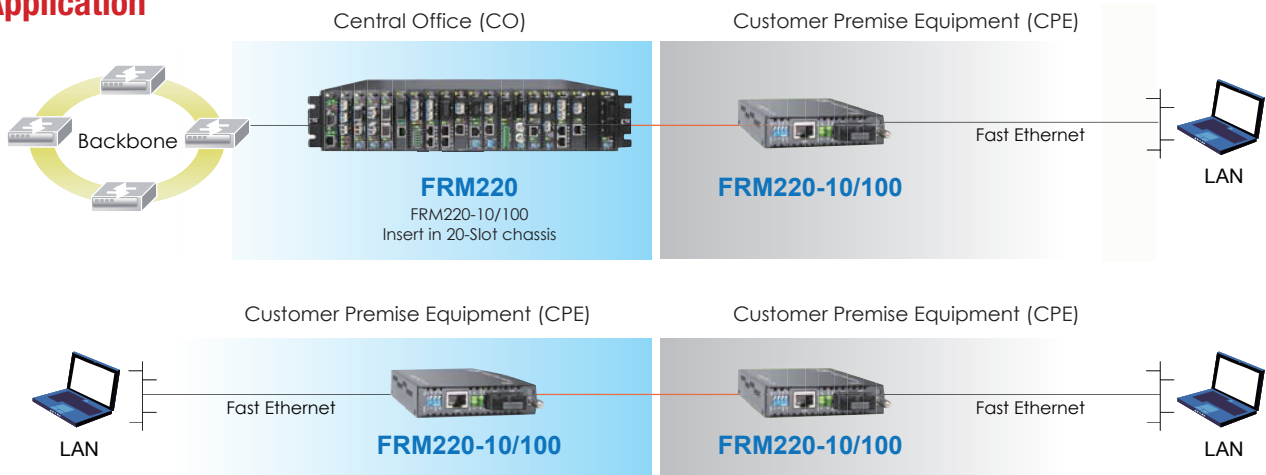 Application
Central Office (CO)
Customer Premise Equipment (CPE)
Backbone
Fast Ethernet
LAN
FRM220
FRM220-10/100
Insert in 20-Slot chassis
FRM220-10/100
Customer Premise Equipment (CPE)
Customer Premise Equipment (CPE)
Fast Ethernet
Fast Ethernet
LAN
FRM220-10/100
FRM220-10/100
LAN